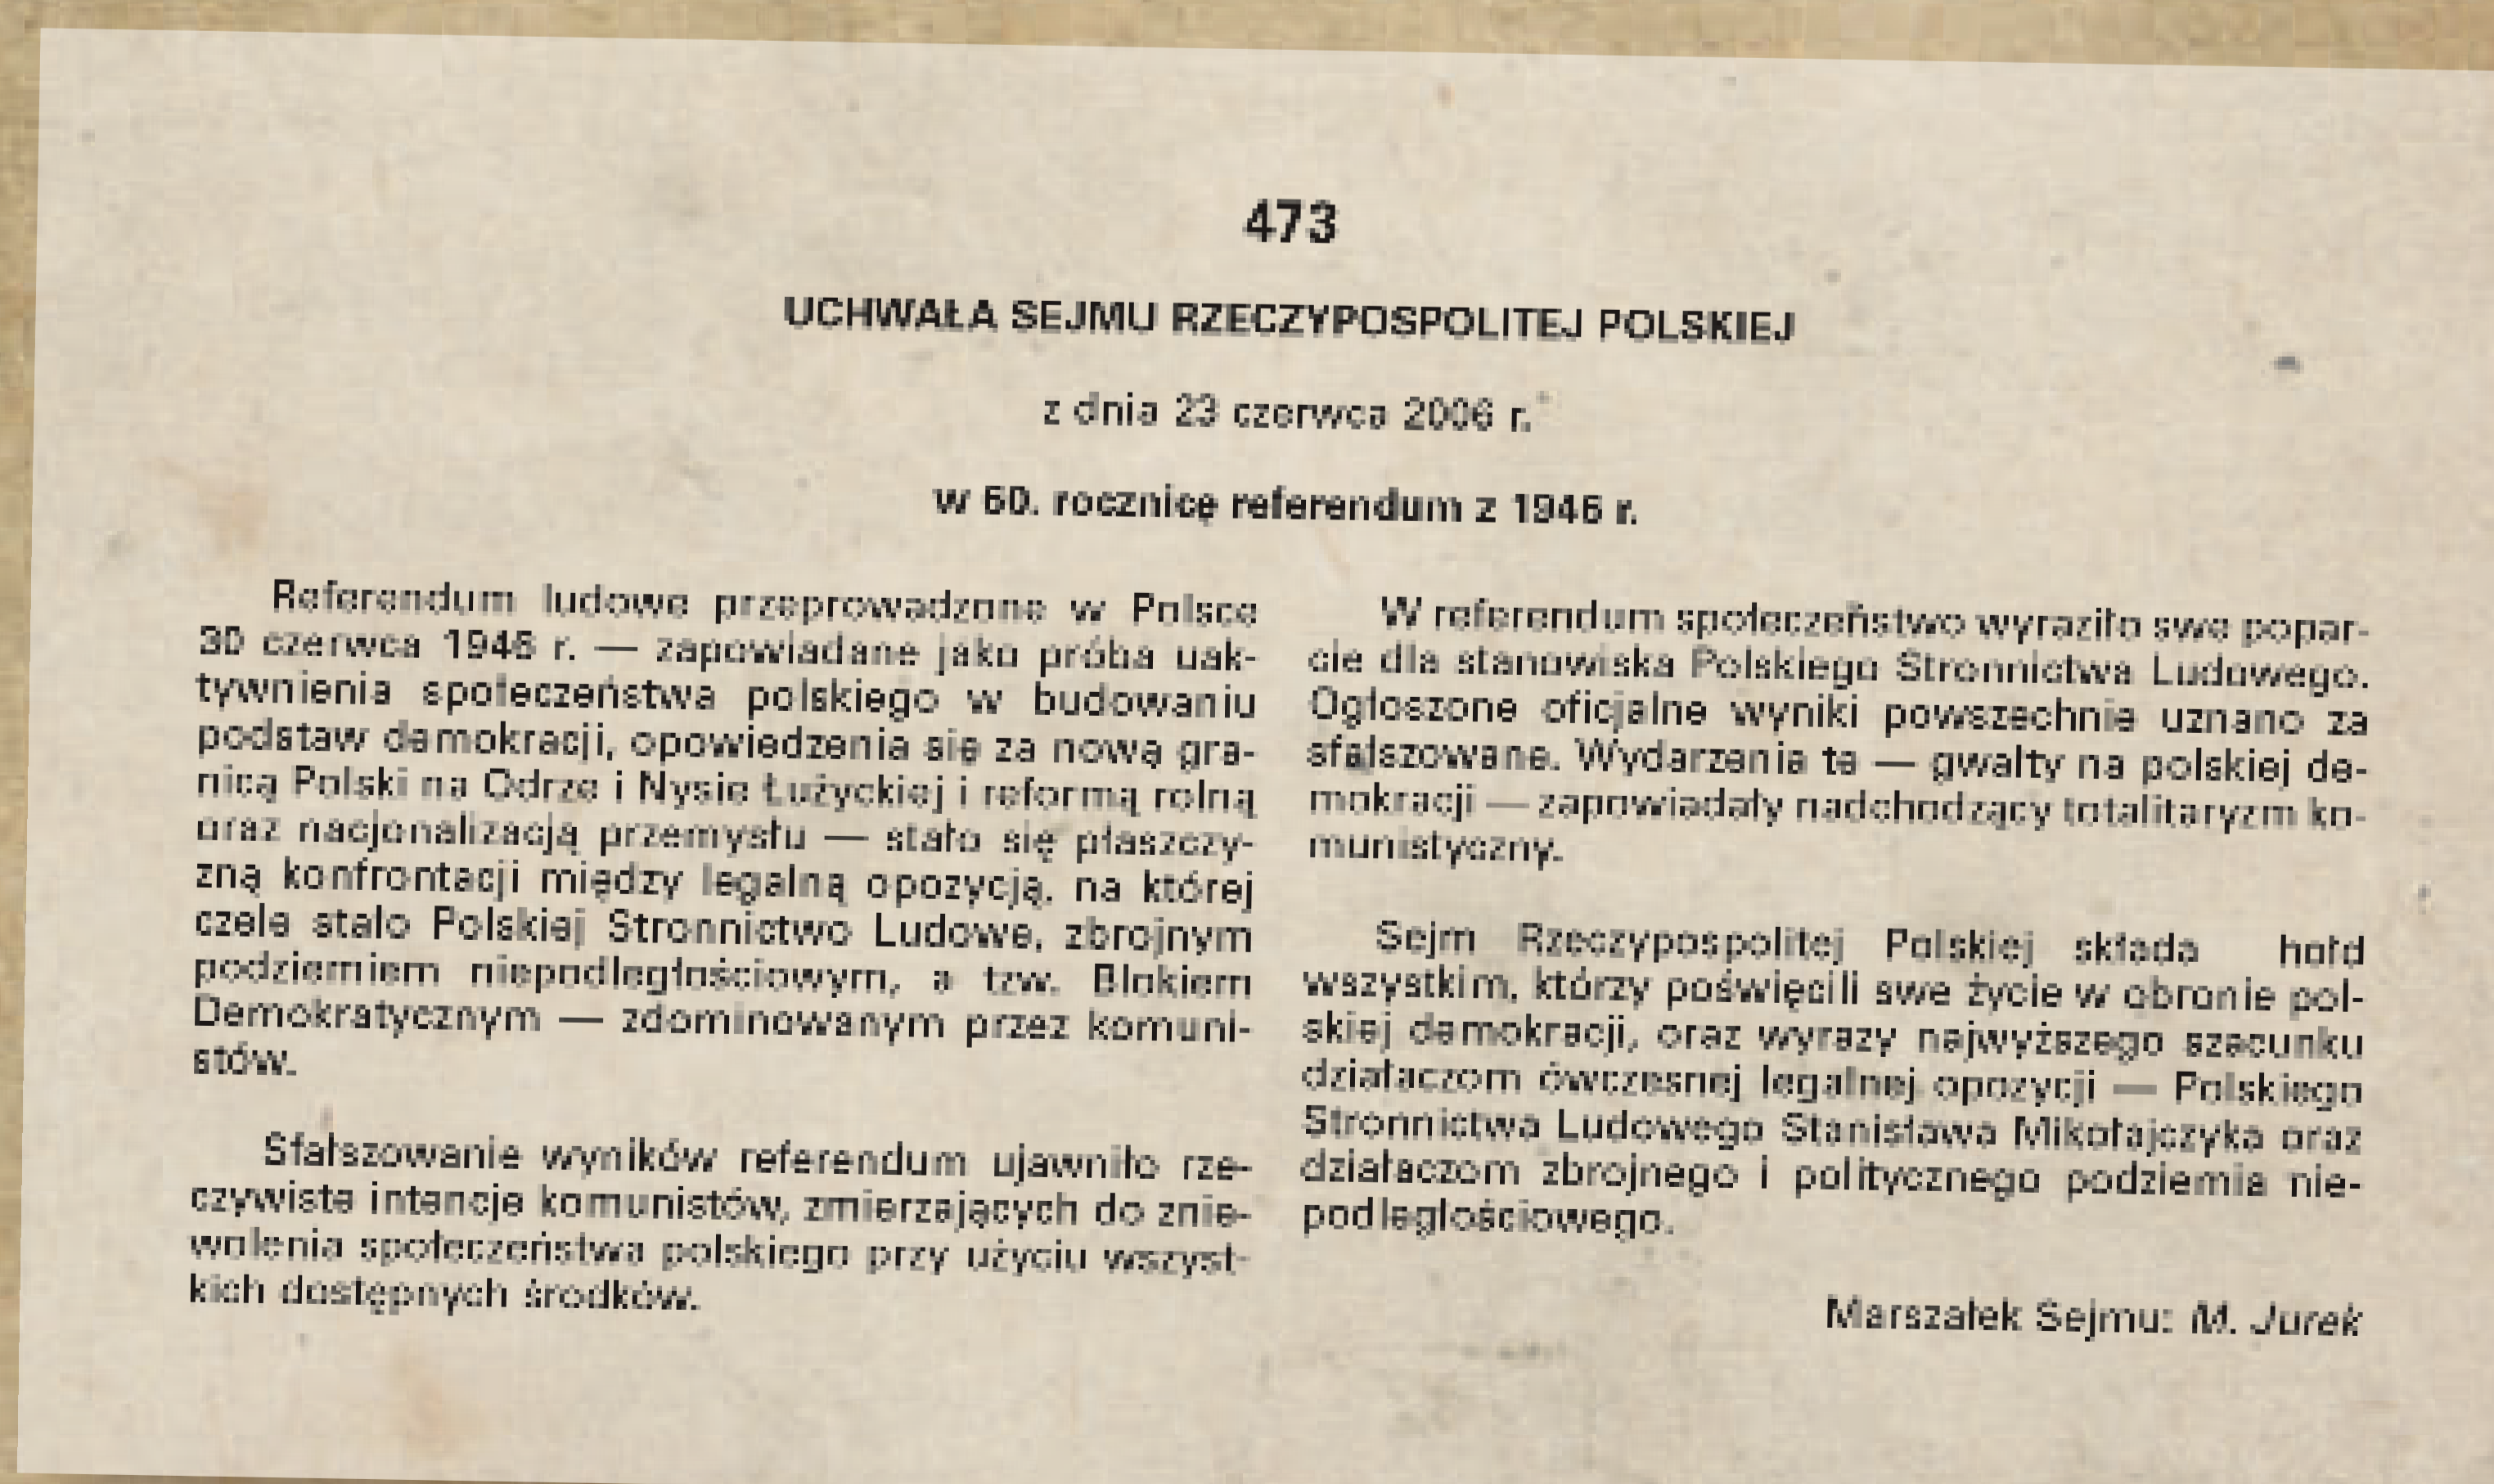 473
UCHWAŁA SEJMU RZECZYPOSPOLITEJ POLSKIEJ
z dnia 23 czerwca 2006 r.
w 60. rocznicę referendum z 1946 r.
Referendum ludowe przeprowadzone w Polsce
30 czerwca 1946 r. — zapowiadane jako próba uak-
tywnienia społeczeństwa polskiego w budowaniu
podstaw demokracji, opowiedzenia się za nową gra-
nicą Polski na Odrze i Nysie Łużyckiej i reformą rolną
oraz nacjonalizacją przemysłu — stało się płaszczy-
zną konfrontacji między legalną opozycją, na której
czele stało Polskiej Stronnictwo Ludowe, zbrojnym
podziemiem niepodległościowym, a tzw. Blokiem
Demokratycznym — zdominowanym przez komuni-
stów.
Sfałszowanie wyników referendum ujawniło rze-
czywiste intencje komunistów, zmierzających do znie-
wolenia społeczeństwa polskiego przy użyciu wszyst-
kich dostępnych środków.
W referendum społeczeństwo wyraziło swe popar-
cie dla stanowiska Polskiego Stronnictwa Ludowego.
Ogłoszone oficjalne wyniki powszechnie uznano za
sfałszowane. Wydarzenia te — gwałty na polskiej de-
mokracji — zapowiadały nadchodzący totalitaryzm ko-
munistyczny.
Sejm Rzeczypospolitej Polskiej składa hołd
wszystkim, którzy poświęcili swe życie w obronie pol-
skiej demokracji, oraz wyrazy najwyższego szacunku
działaczom ówczesnej legalnej opozycji — Polskiego
Stronnictwa Ludowego Stanisława Mikołajczyka oraz
działaczom zbrojnego i politycznego podziemia nie-
podległościowego.
Marszałek Sejmu: M. Jurek